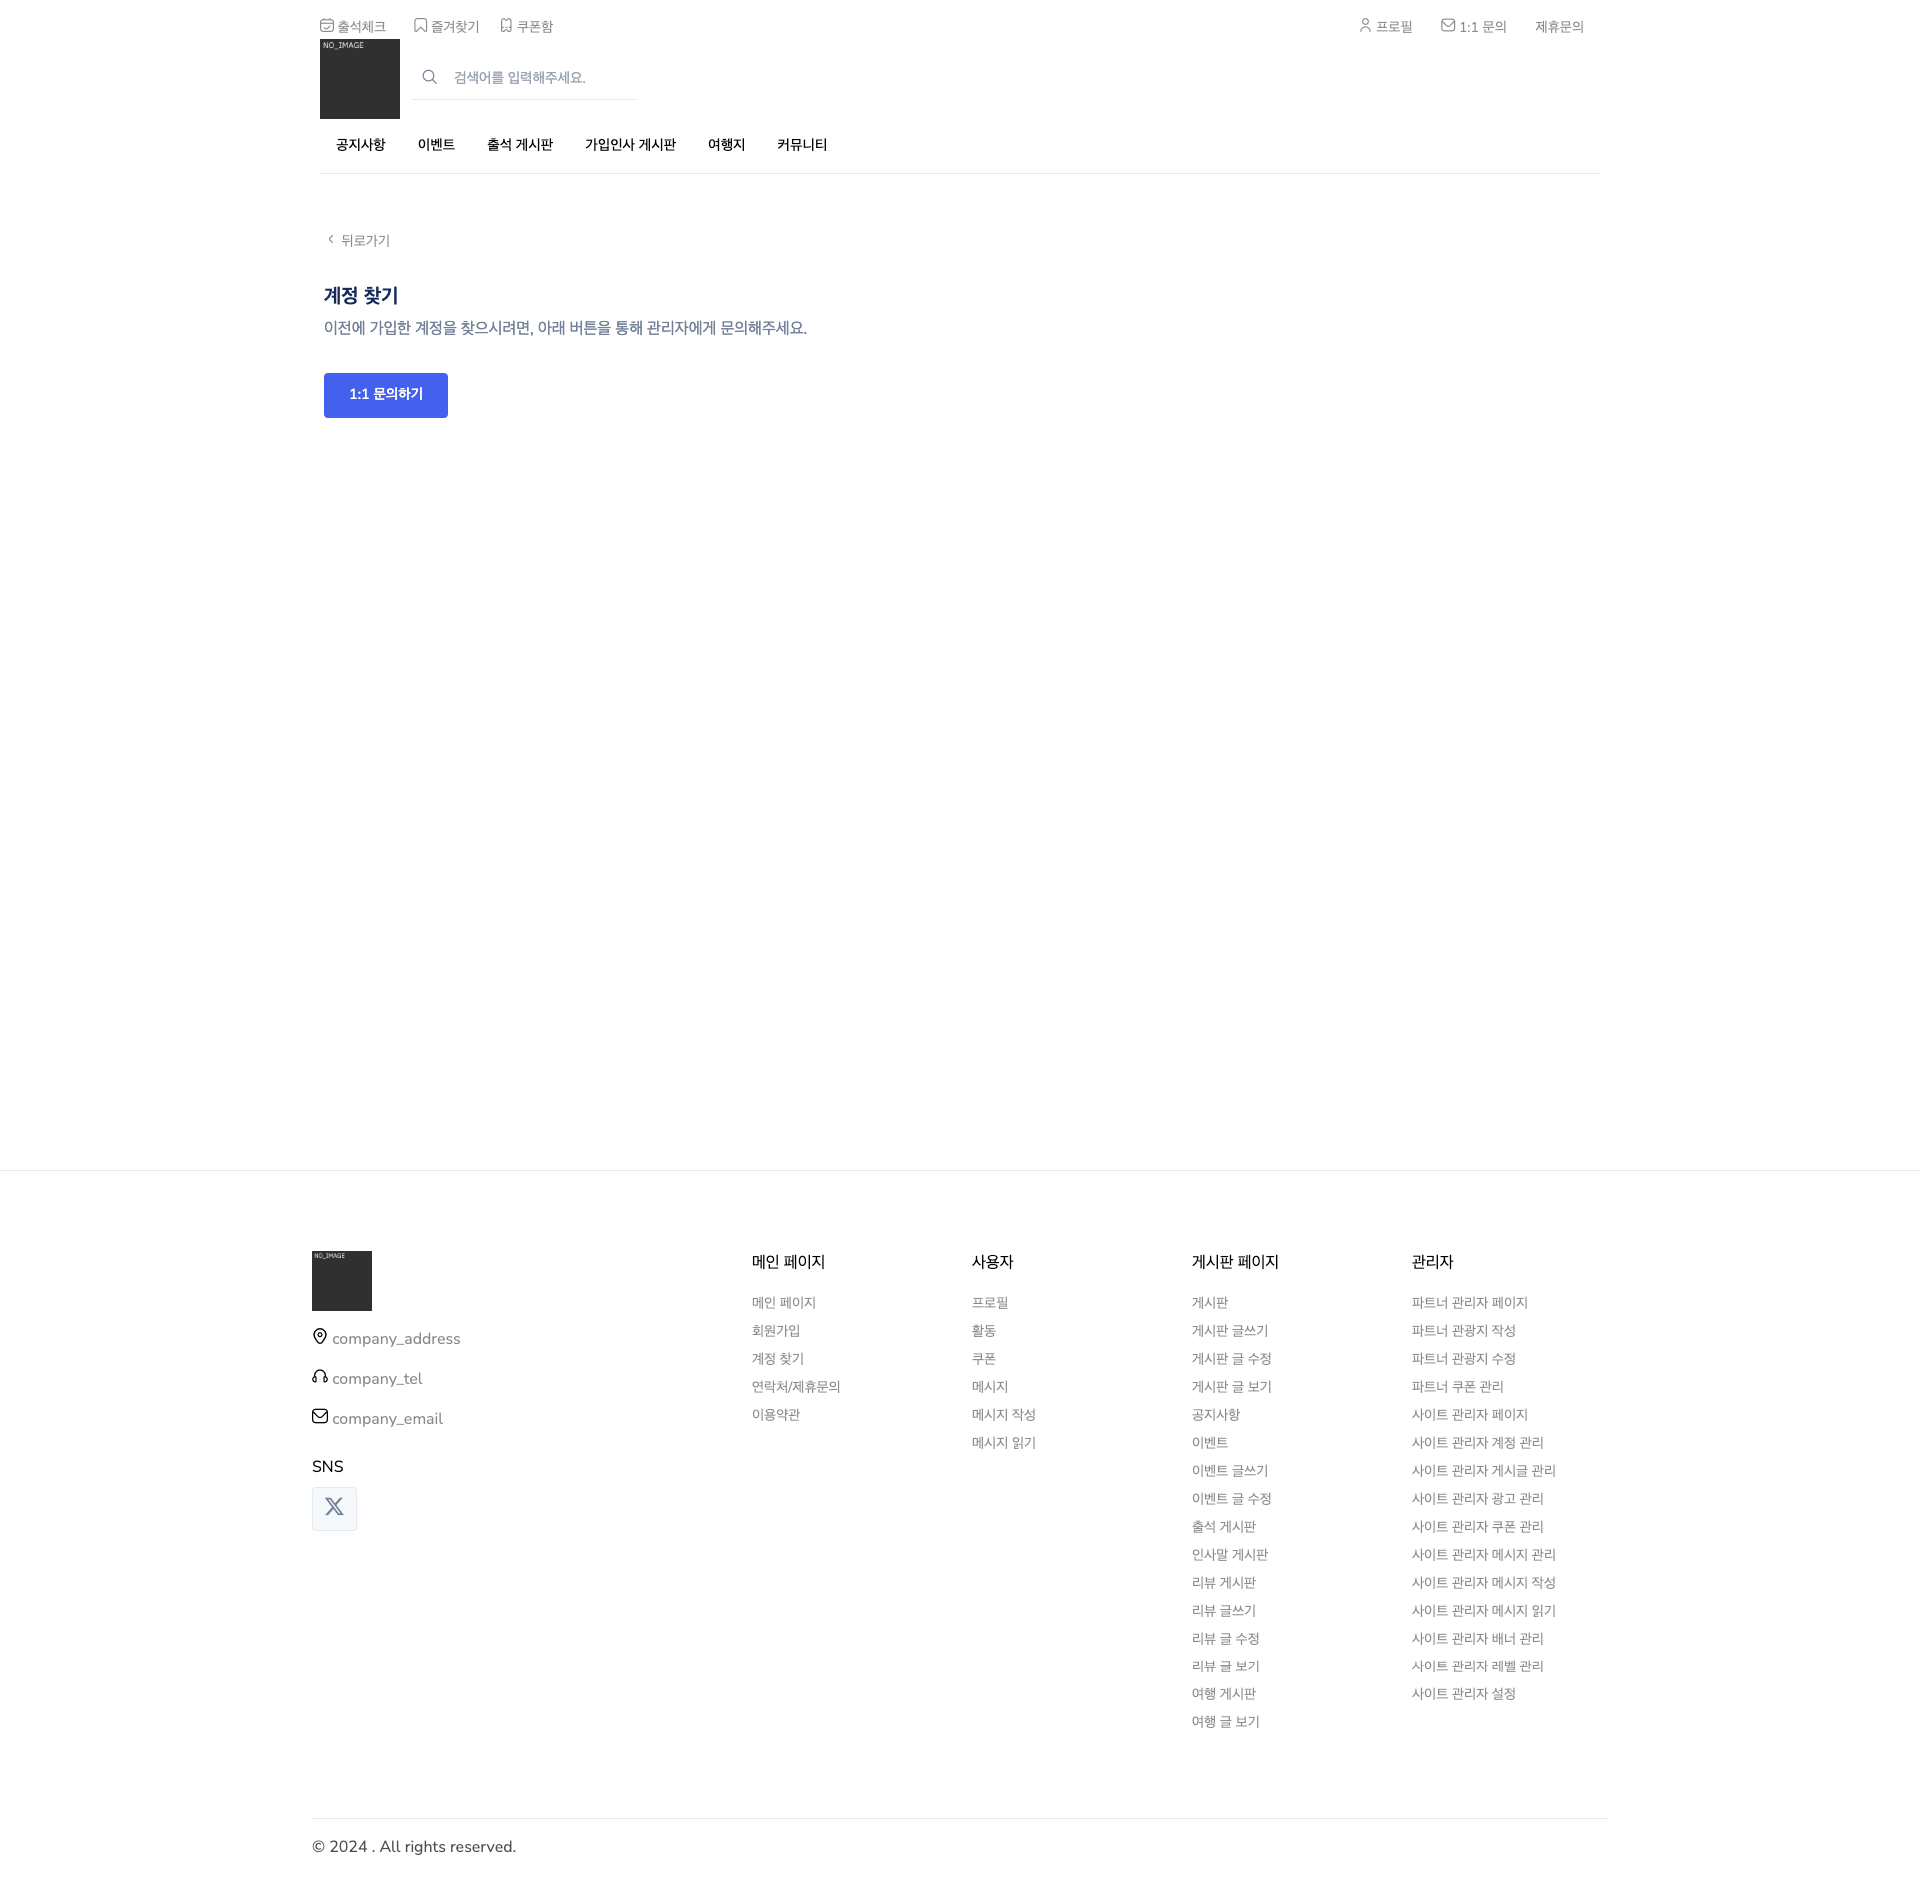 출석체크 즐겨찾기 쿠폰함 프로필 1:1 문의 제휴문의
NO_IMAGE
검색어를 입력해주세요.
공지사항 이벤트 출석 게시판 가입인사 게시판 여행지 커뮤니티
뒤로가기
계정 찾기
이전에 가입한 계정을 찾으시려면, 아래 버튼을 통해 관리자에게 문의해주세요.
1:1 문의하기
NO_IMAGE
company_address
company_tel
company_email
SNS
메인 페이지
메인 페이지
회원가입
계정 찾기
연락처/제휴문의
이용약관
사용자
프로필
활동
쿠폰
메시지
메시지 작성
메시지 읽기
게시판 페이지
게시판
게시판 글쓰기
게시판 글 수정
게시판 글 보기
공지사항
이벤트
이벤트 글쓰기
이벤트 글 수정
출석 게시판
인사말 게시판
리뷰 게시판
리뷰 글쓰기
리뷰 글 수정
리뷰 글 보기
여행 게시판
여행 글 보기
관리자
파트너 관리자 페이지
파트너 관광지 작성
파트너 관광지 수정
파트너 쿠폰 관리
사이트 관리자 페이지
사이트 관리자 계정 관리
사이트 관리자 게시글 관리
사이트 관리자 광고 관리
사이트 관리자 쿠폰 관리
사이트 관리자 메시지 관리
사이트 관리자 메시지 작성
사이트 관리자 메시지 읽기
사이트 관리자 배너 관리
사이트 관리자 레벨 관리
사이트 관리자 설정
© 2024 . All rights reserved.